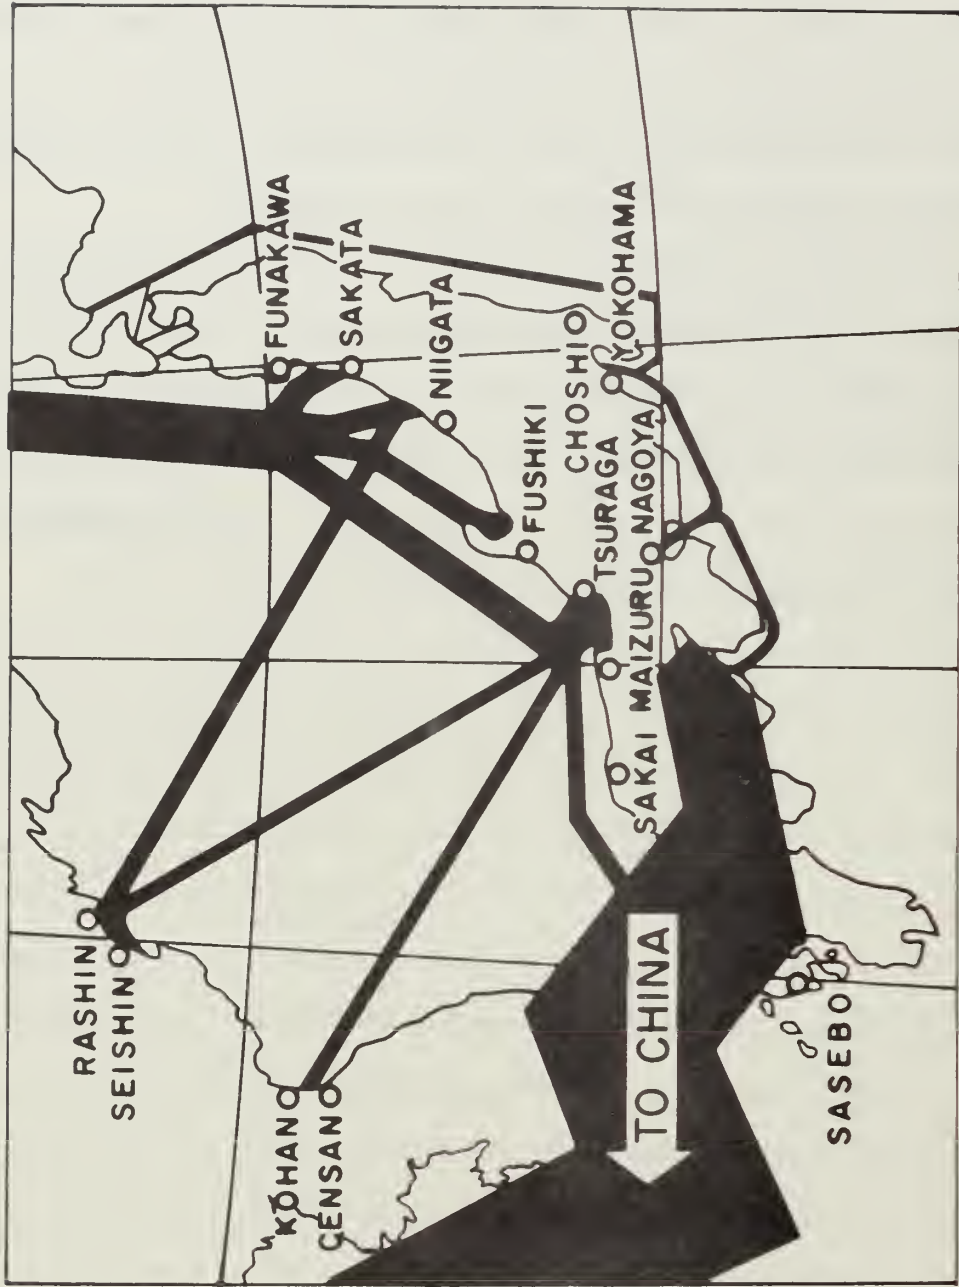 RASHIN
SEISHIN
FUNAKAWA
SAKATA
NIIGATA
KOHAN
CENSAN
FUSHIKI
CHOSHI
TSURAGA
YOKOHAMA
SAKAI MAIZURU NAGOYA
TO CHINA
SASEBO